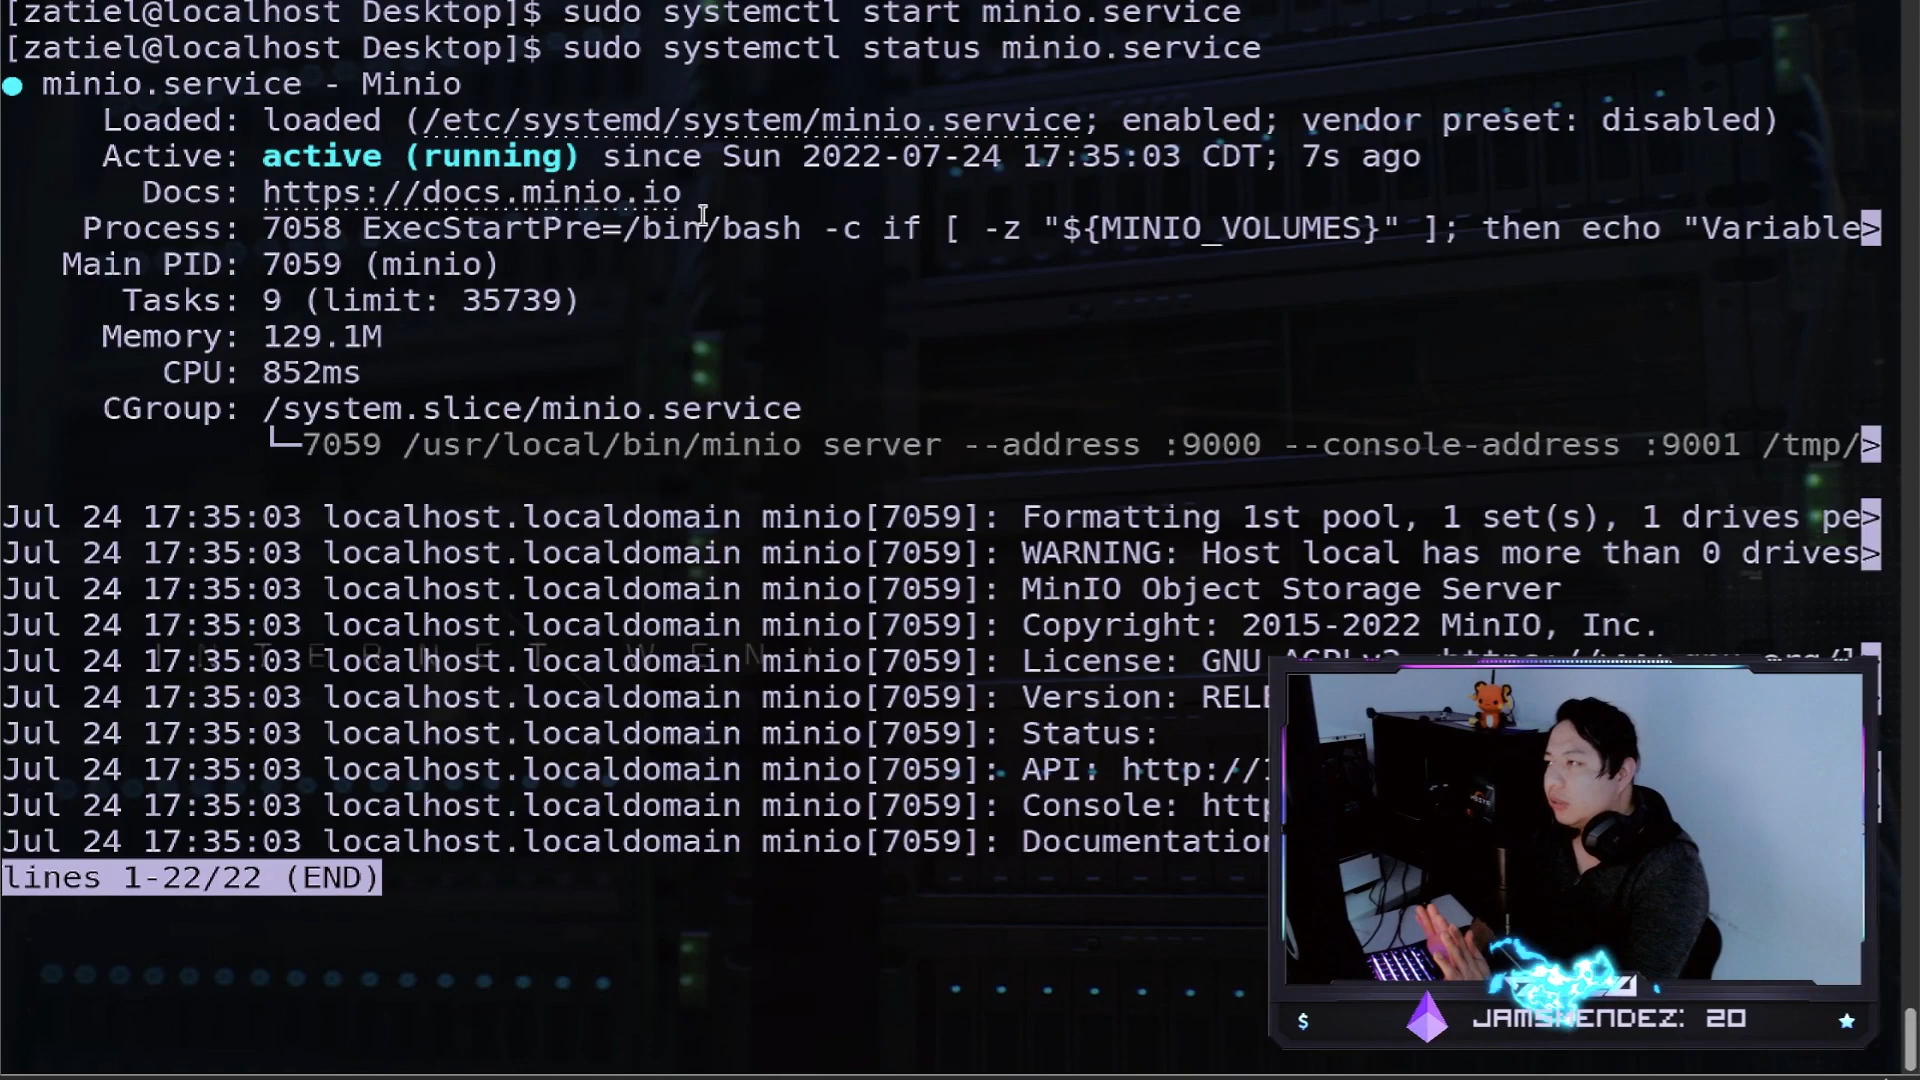 [zatiel@localhost Desktop]$ sudo systemctl start minio.service
[zatiel@localhost Desktop]$ sudo systemctl status minio.service
● minio.service - Minio
Loaded: loaded (/etc/systemd/system/minio.service; enabled; vendor preset: disabled)
Active: active (running) since Sun 2022-07-24 17:35:03 CDT; 7s ago
Docs: https://docs.minio.io
Process: 7058 ExecStartPre=/bin/bash -c if [ -z "${MINIO_VOLUMES}" ]; then echo "Variable>
Main PID: 7059 (minio)
Tasks: 9 (limit: 35739)
Memory: 129.1M
CPU: 852ms
CGroup: /system.slice/minio.service
└─7059 /usr/local/bin/minio server --address :9000 --console-address :9001 /tmp/>
Jul 24 17:35:03 localhost.localdomain minio[7059]: Formatting 1st pool, 1 set(s), 1 drives pe>
Jul 24 17:35:03 localhost.localdomain minio[7059]: WARNING: Host local has more than 0 drives>
Jul 24 17:35:03 localhost.localdomain minio[7059]: MinIO Object Storage Server
Jul 24 17:35:03 localhost.localdomain minio[7059]: Copyright: 2015-2022 MinIO, Inc.
Jul 24 17:35:03 localhost.localdomain minio[7059]: License: GNU AGPLv3
Jul 24 17:35:03 localhost.localdomain minio[7059]: Version: RELE
Jul 24 17:35:03 localhost.localdomain minio[7059]: Status:
Jul 24 17:35:03 localhost.localdomain minio[7059]: API: http://1
Jul 24 17:35:03 localhost.localdomain minio[7059]: Console: http
Jul 24 17:35:03 localhost.localdomain minio[7059]: Documentation
lines 1-22/22 (END)
$ JAMSMENDEZ: 20